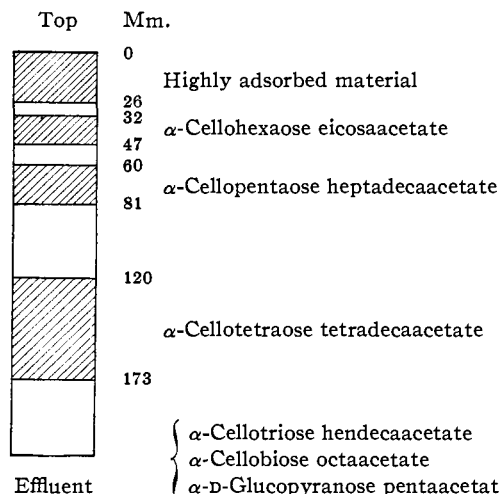 Top Mm.
0
Highly adsorbed material
26
32
α-Cellohexaose eicosaacetate
47
60
α-Cellopentaose heptadecaacetate
81
120
α-Cellotetraose tetradecaacetate
173
α-Cellotriose hendecaacetate
α-Cellobiose octaacetate
Effluent α-D-Glucopyranose pentaacetat